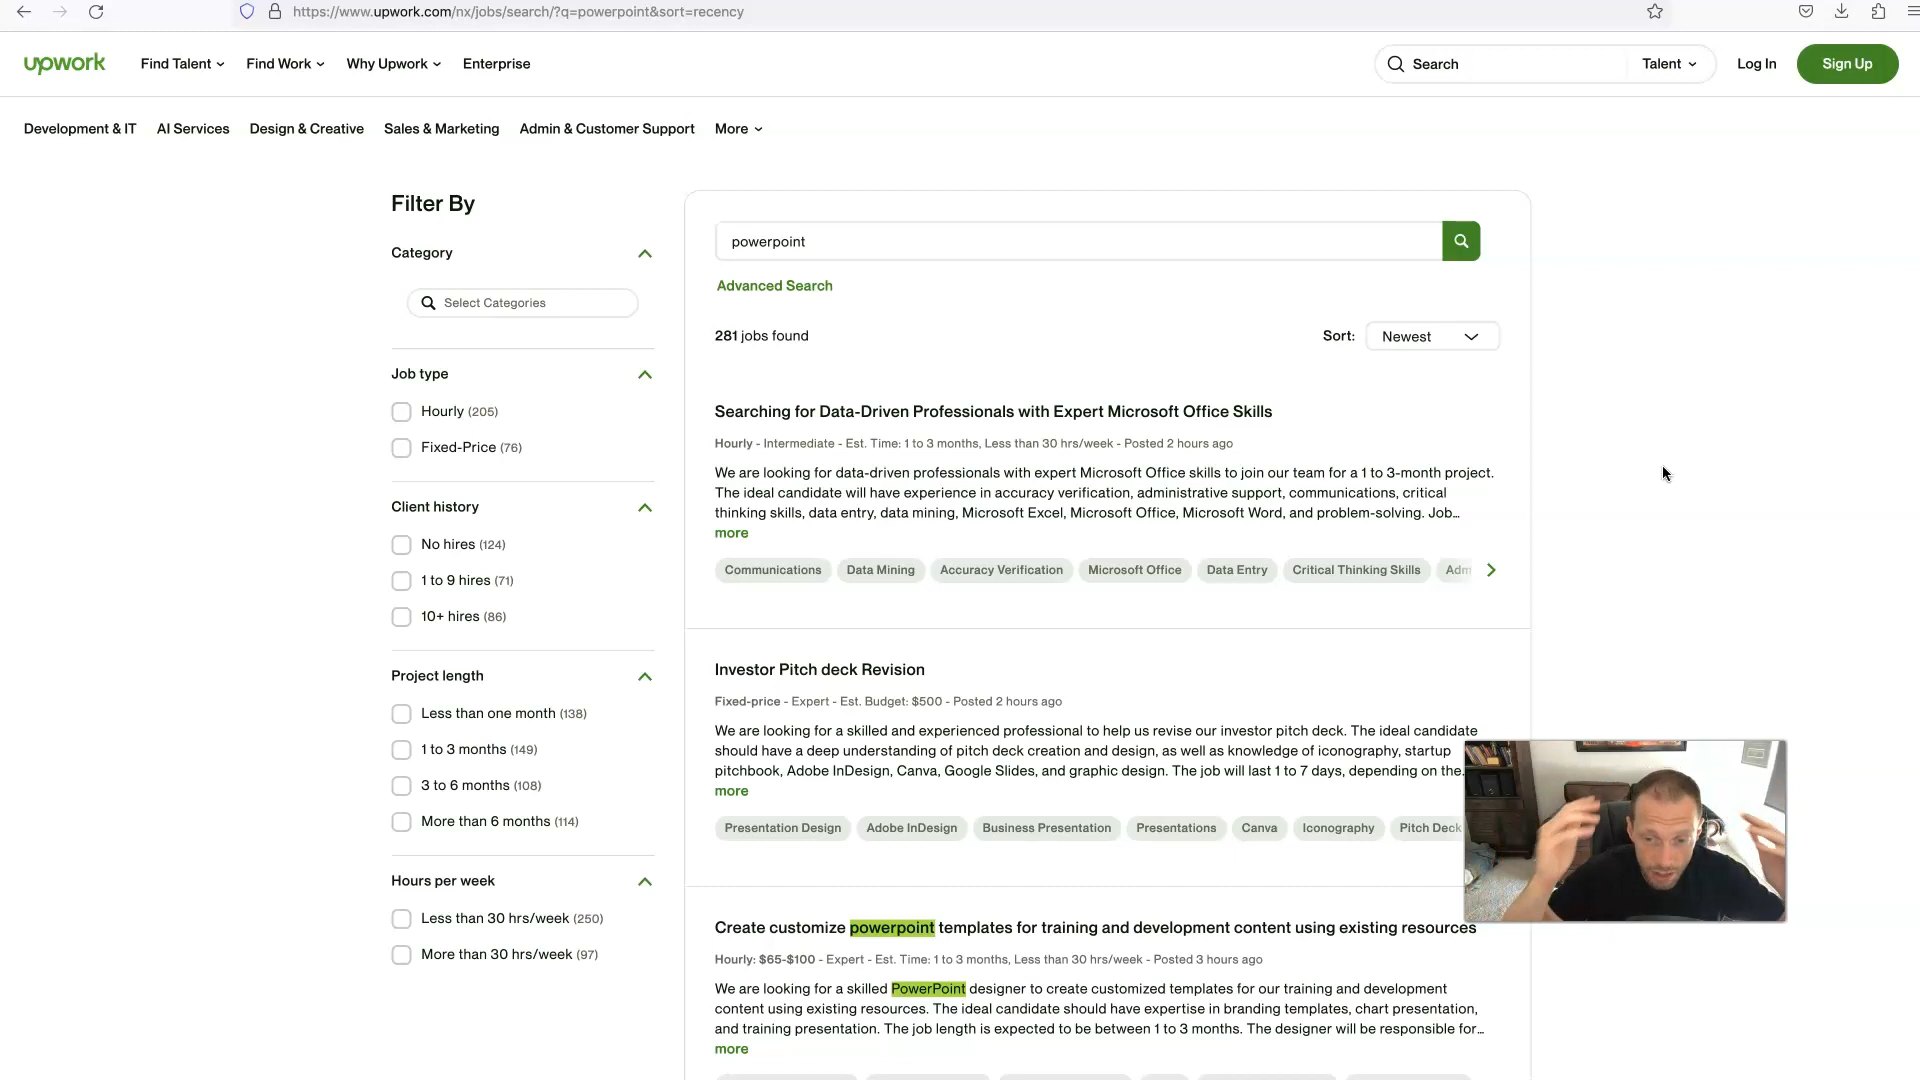 https://www.upwork.com/nx/jobs/search/?q=powerpoint&sort=recency
upwork
Find Talent
Find Work
Why Upwork
Enterprise
Search
Talent
Log In
Sign Up
Development & IT
AI Services
Design & Creative
Sales & Marketing
Admin & Customer Support
More
Filter By
Category
Select Categories
Job type
Hourly (205)
Fixed-Price (76)
Client history
No hires (124)
1 to 9 hires (71)
10+ hires (86)
Project length
Less than one month (138)
1 to 3 months (149)
3 to 6 months (108)
More than 6 months (114)
Hours per week
Less than 30 hrs/week (250)
More than 30 hrs/week (97)
powerpoint
Advanced Search
281 jobs found
Sort:
Newest
Searching for Data-Driven Professionals with Expert Microsoft Office Skills
Hourly - Intermediate - Est. Time: 1 to 3 months, Less than 30 hrs/week - Posted 2 hours ago
We are looking for data-driven professionals with expert Microsoft Office skills to join our team for a 1 to 3-month project.
The ideal candidate will have experience in accuracy verification, administrative support, communications, critical
thinking skills, data entry, data mining, Microsoft Excel, Microsoft Office, Microsoft Word, and problem-solving. Job…
more
Communications
Data Mining
Accuracy Verification
Microsoft Office
Data Entry
Critical Thinking Skills
Adm
Investor Pitch deck Revision
Fixed-price - Expert - Est. Budget: $500 - Posted 2 hours ago
We are looking for a skilled and experienced professional to help us revise our investor pitch deck. The ideal candidate
should have a deep understanding of pitch deck creation and design, as well as knowledge of iconography, startup
pitchbook, Adobe InDesign, Canva, Google Slides, and graphic design. The job will last 1 to 7 days, depending on the…
more
Presentation Design
Adobe InDesign
Business Presentation
Presentations
Canva
Iconography
Pitch Deck
Create customize powerpoint templates for training and development content using existing resources
Hourly: $65-$100 - Expert - Est. Time: 1 to 3 months, Less than 30 hrs/week - Posted 3 hours ago
We are looking for a skilled PowerPoint designer to create customized templates for our training and development
content using existing resources. The ideal candidate should have expertise in branding templates, chart presentation,
and training presentation. The job length is expected to be between 1 to 3 months. The designer will be responsible for…
more